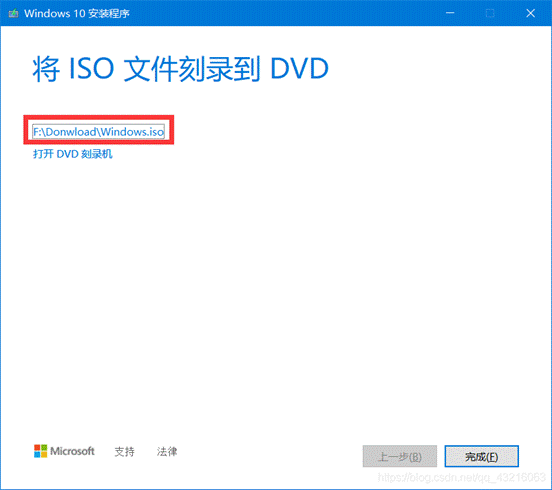 Windows 10 安装程序
将 ISO 文件刻录到 DVD
F:\Donwload\Windows.iso
打开 DVD 刻录机
Microsoft 支持 法律
上一步(B) 完成(F)
https://blog.csdn.net/qq_43216063